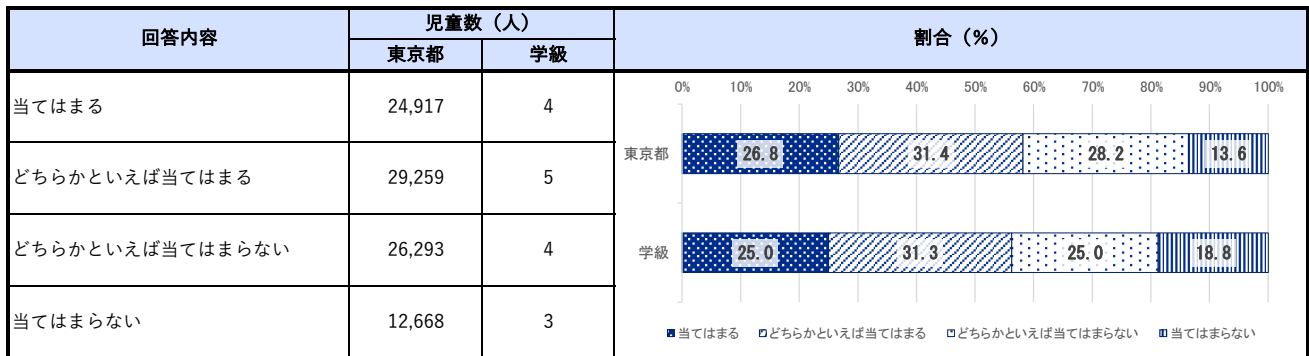 回答内容 児童数（人） 割合（％）
東京都 学級
当てはまる 24,917 4
どちらかといえば当てはまる 29,259 5
どちらかといえば当てはまらない 26,293 4
当てはまらない 12,668 3
0% 10% 20% 30% 40% 50% 60% 70% 80% 90% 100%
東京都 26.8 31.4 28.2 13.6
学級 25.0 31.3 25.0 18.8
当てはまる どちらかといえば当てはまる どちらかといえば当てはまらない 当てはまらない